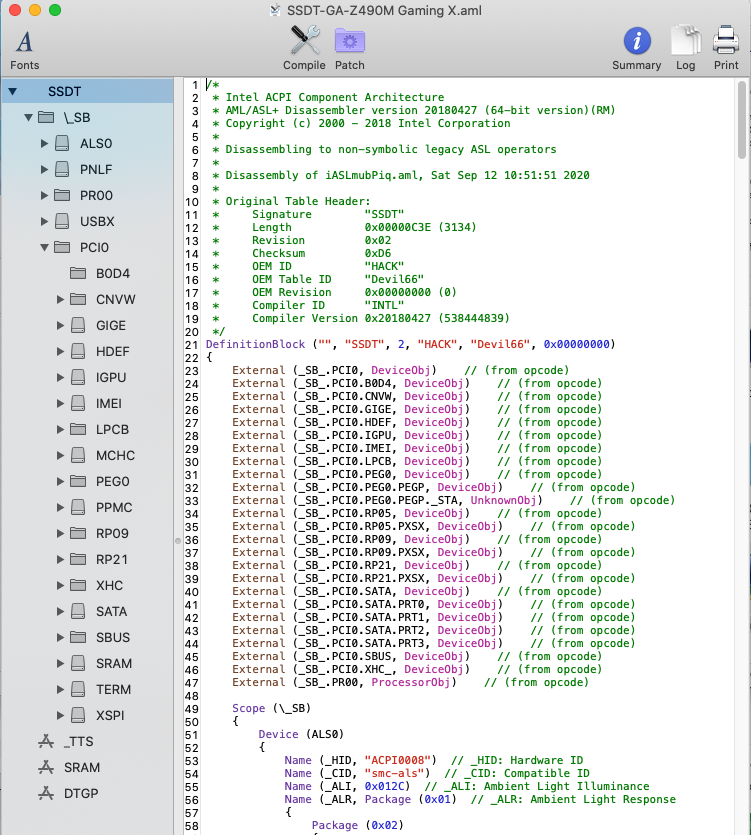 SSDT-GA-Z490M Gaming X.aml
Fonts
Compile
Patch
Summary
Log
Print
SSDT
\_SB
ALS0
PNLF
PR00
USBX
PCI0
B0D4
CNVW
GIGE
HDEF
IGPU
IMEI
LPCB
MCHC
PEG0
PPMC
RP09
RP21
XHC
SATA
SBUS
SRAM
TERM
XSPI
_TTS
SRAM
DTGP
1 /*
2 * Intel ACPI Component Architecture
3 * AML/ASL+ Disassembler version 20180427 (64-bit version)(RM)
4 * Copyright (c) 2000 - 2018 Intel Corporation
5 *
6 * Disassembling to non-symbolic legacy ASL operators
7 *
8 * Disassembly of iASLmubPiq.aml, Sat Sep 12 10:51:51 2020
9 *
10 * Original Table Header:
11 *     Signature        "SSDT"
12 *     Length           0x00000C3E (3134)
13 *     Revision         0x02
14 *     Checksum         0xD6
15 *     OEM ID           "HACK"
16 *     OEM Table ID     "Devil66"
17 *     OEM Revision     0x00000000 (0)
18 *     Compiler ID      "INTL"
19 *     Compiler Version 0x20180427 (538444839)
20 */
21 DefinitionBlock ("", "SSDT", 2, "HACK", "Devil66", 0x00000000)
22 {
23     External (_SB_.PCI0, DeviceObj)    // (from opcode)
24     External (_SB_.PCI0.B0D4, DeviceObj)    // (from opcode)
25     External (_SB_.PCI0.CNVW, DeviceObj)    // (from opcode)
26     External (_SB_.PCI0.GIGE, DeviceObj)    // (from opcode)
27     External (_SB_.PCI0.HDEF, DeviceObj)    // (from opcode)
28     External (_SB_.PCI0.IGPU, DeviceObj)    // (from opcode)
29     External (_SB_.PCI0.IMEI, DeviceObj)    // (from opcode)
30     External (_SB_.PCI0.LPCB, DeviceObj)    // (from opcode)
31     External (_SB_.PCI0.PEG0, DeviceObj)    // (from opcode)
32     External (_SB_.PCI0.PEG0.PEGP, DeviceObj)    // (from opcode)
33     External (_SB_.PCI0.PEG0.PEGP._STA, UnknownObj)    // (from opcode)
34     External (_SB_.PCI0.RP05, DeviceObj)    // (from opcode)
35     External (_SB_.PCI0.RP05.PXSX, DeviceObj)    // (from opcode)
36     External (_SB_.PCI0.RP09, DeviceObj)    // (from opcode)
37     External (_SB_.PCI0.RP09.PXSX, DeviceObj)    // (from opcode)
38     External (_SB_.PCI0.RP21, DeviceObj)    // (from opcode)
39     External (_SB_.PCI0.RP21.PXSX, DeviceObj)    // (from opcode)
40     External (_SB_.PCI0.SATA, DeviceObj)    // (from opcode)
41     External (_SB_.PCI0.SATA.PRT0, DeviceObj)    // (from opcode)
42     External (_SB_.PCI0.SATA.PRT1, DeviceObj)    // (from opcode)
43     External (_SB_.PCI0.SATA.PRT2, DeviceObj)    // (from opcode)
44     External (_SB_.PCI0.SATA.PRT3, DeviceObj)    // (from opcode)
45     External (_SB_.PCI0.SBUS, DeviceObj)    // (from opcode)
46     External (_SB_.PCI0.XHC_, DeviceObj)    // (from opcode)
47     External (_SB_.PR00, ProcessorObj)    // (from opcode)
48
49     Scope (\_SB)
50     {
51         Device (ALS0)
52         {
53             Name (_HID, "ACPI0008")  // _HID: Hardware ID
54             Name (_CID, "smc-als")  // _CID: Compatible ID
55             Name (_ALI, 0x012C)  // _ALI: Ambient Light Illuminance
56             Name (_ALR, Package (0x01)  // _ALR: Ambient Light Response
57             {
58                 Package (0x02)